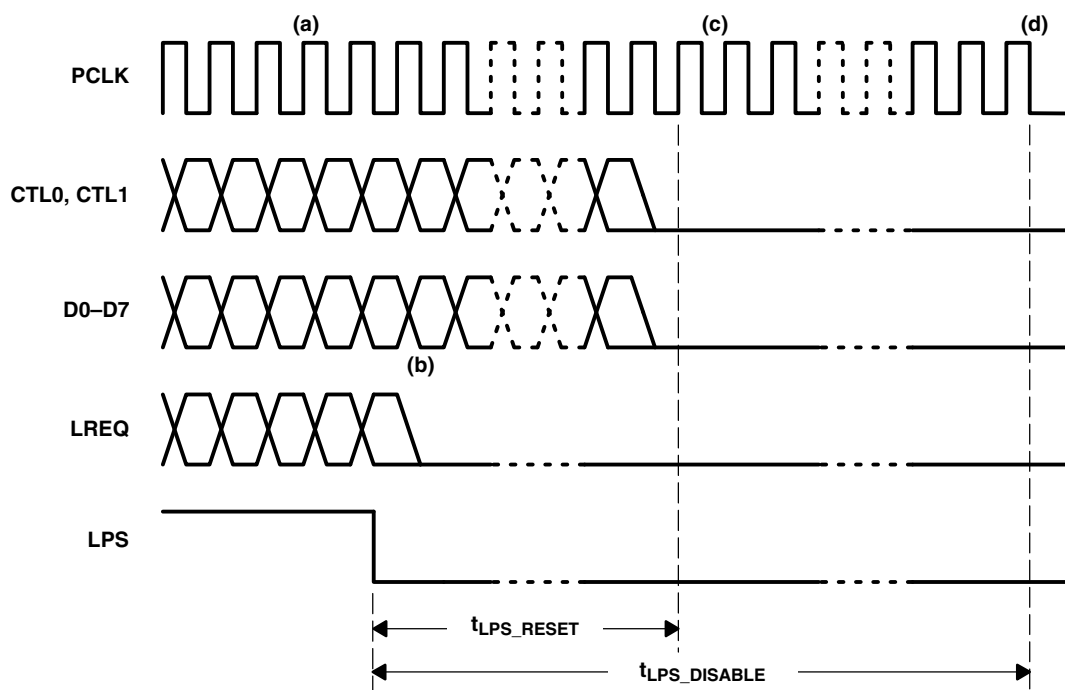 (a) (c) (d)
PCLK
CTL0, CTL1
D0–D7
(b)
LREQ
LPS
tLPS_RESET
tLPS_DISABLE